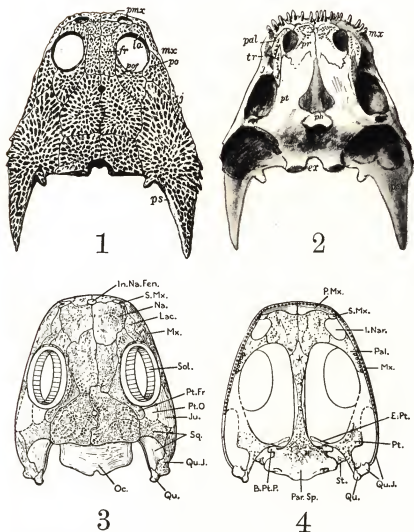 pmx
fr
la
mx
po
pof
j
ps
1
pal
tr
mx
pr
pt
ph
ex
2
In.Na.Fen.
S.Mx.
Na.
Lac.
Mx.
Sol.
Pt.Fr
Pt.O
Ju.
Sq.
Qu.J.
Qu.
Oc.
3
P.Mx.
S.Mx.
I.Nar.
Pal.
Mx.
E.Pt.
Pt.
Qu.J.
Qu.
St.
Par.Sp.
B.Pt.P.
4